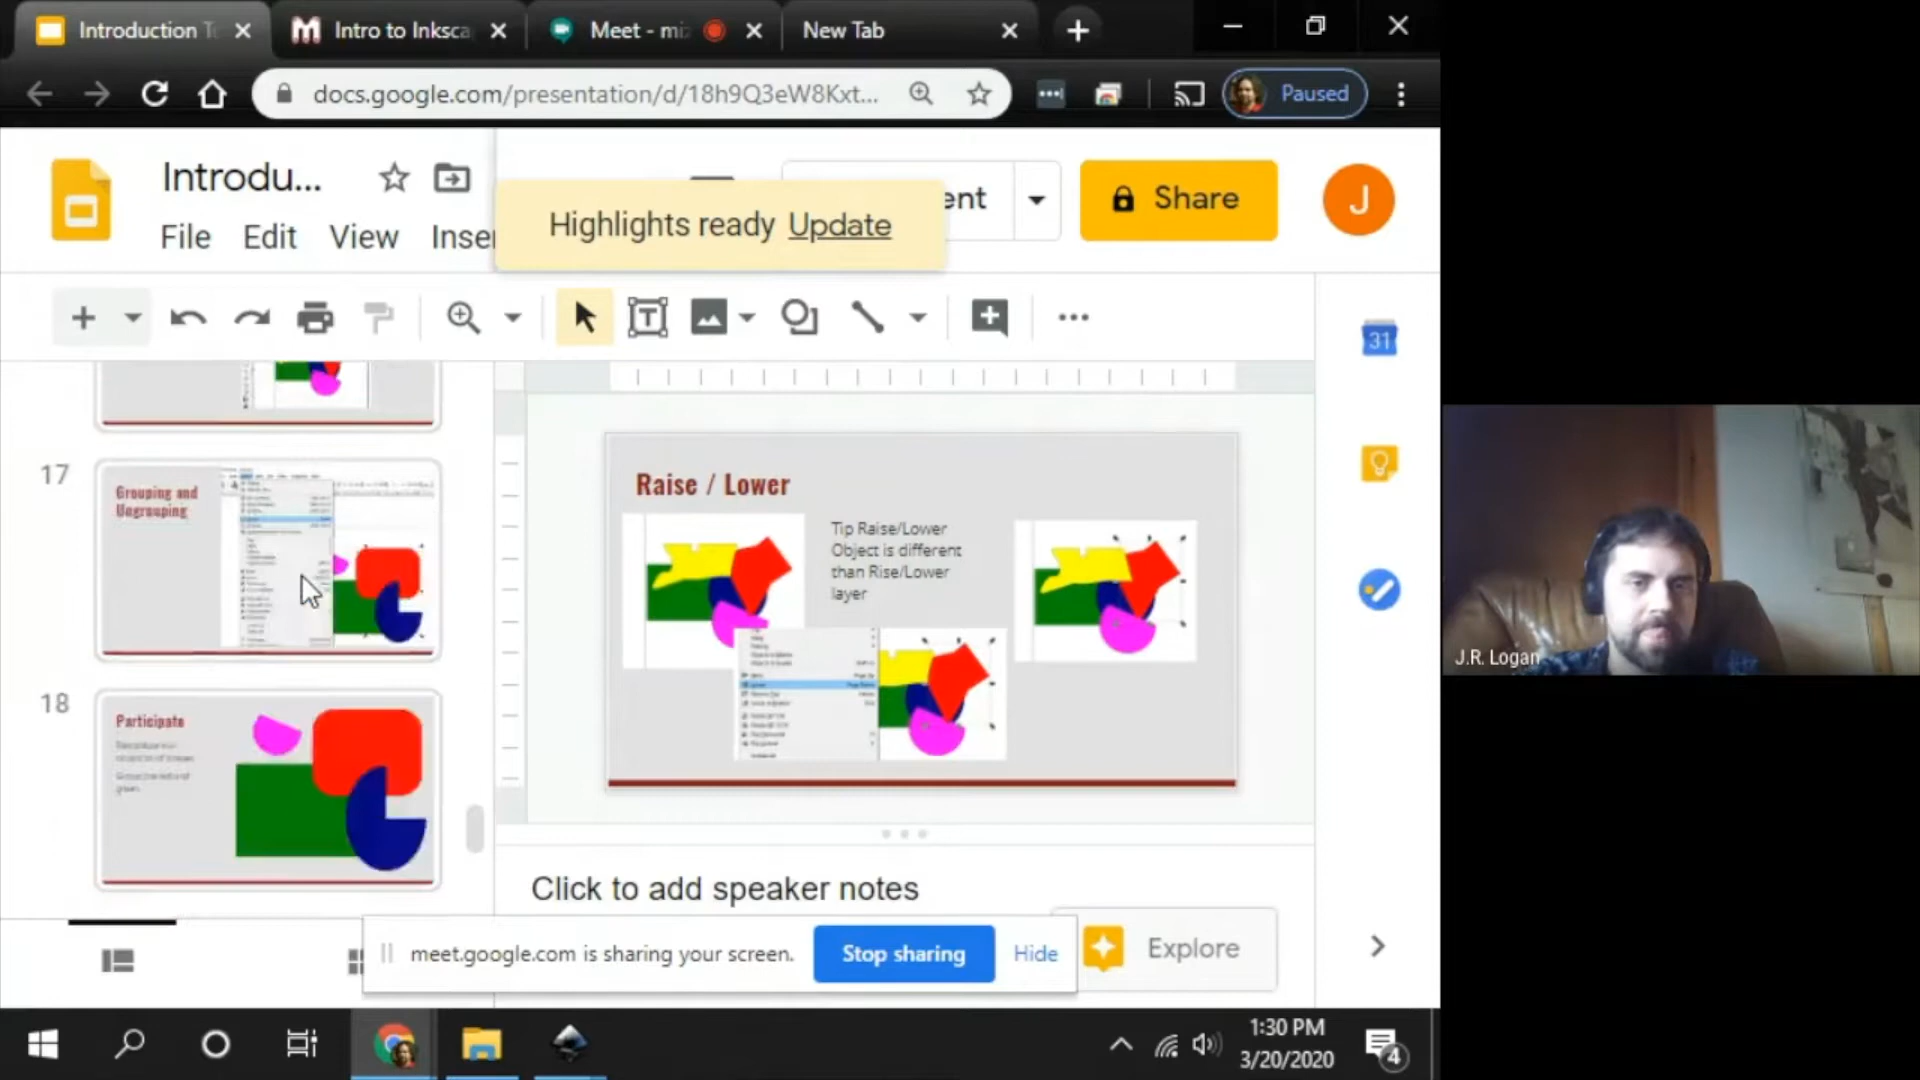 Introduction T
Intro to Inksca
Meet - mi
New Tab
docs.google.com/presentation/d/18h9Q3eW8Kxt...
Paused
Introdu...
File Edit View Inser
Highlights ready Update
ent
Share
J
31
17
Grouping and
Ungrouping
18
Participate
Raise / Lower
Tip Raise/Lower
Object is different
than Rise/Lower
layer
Click to add speaker notes
meet.google.com is sharing your screen.
Stop sharing
Hide
Explore
J.R. Logan
1:30 PM
3/20/2020
4